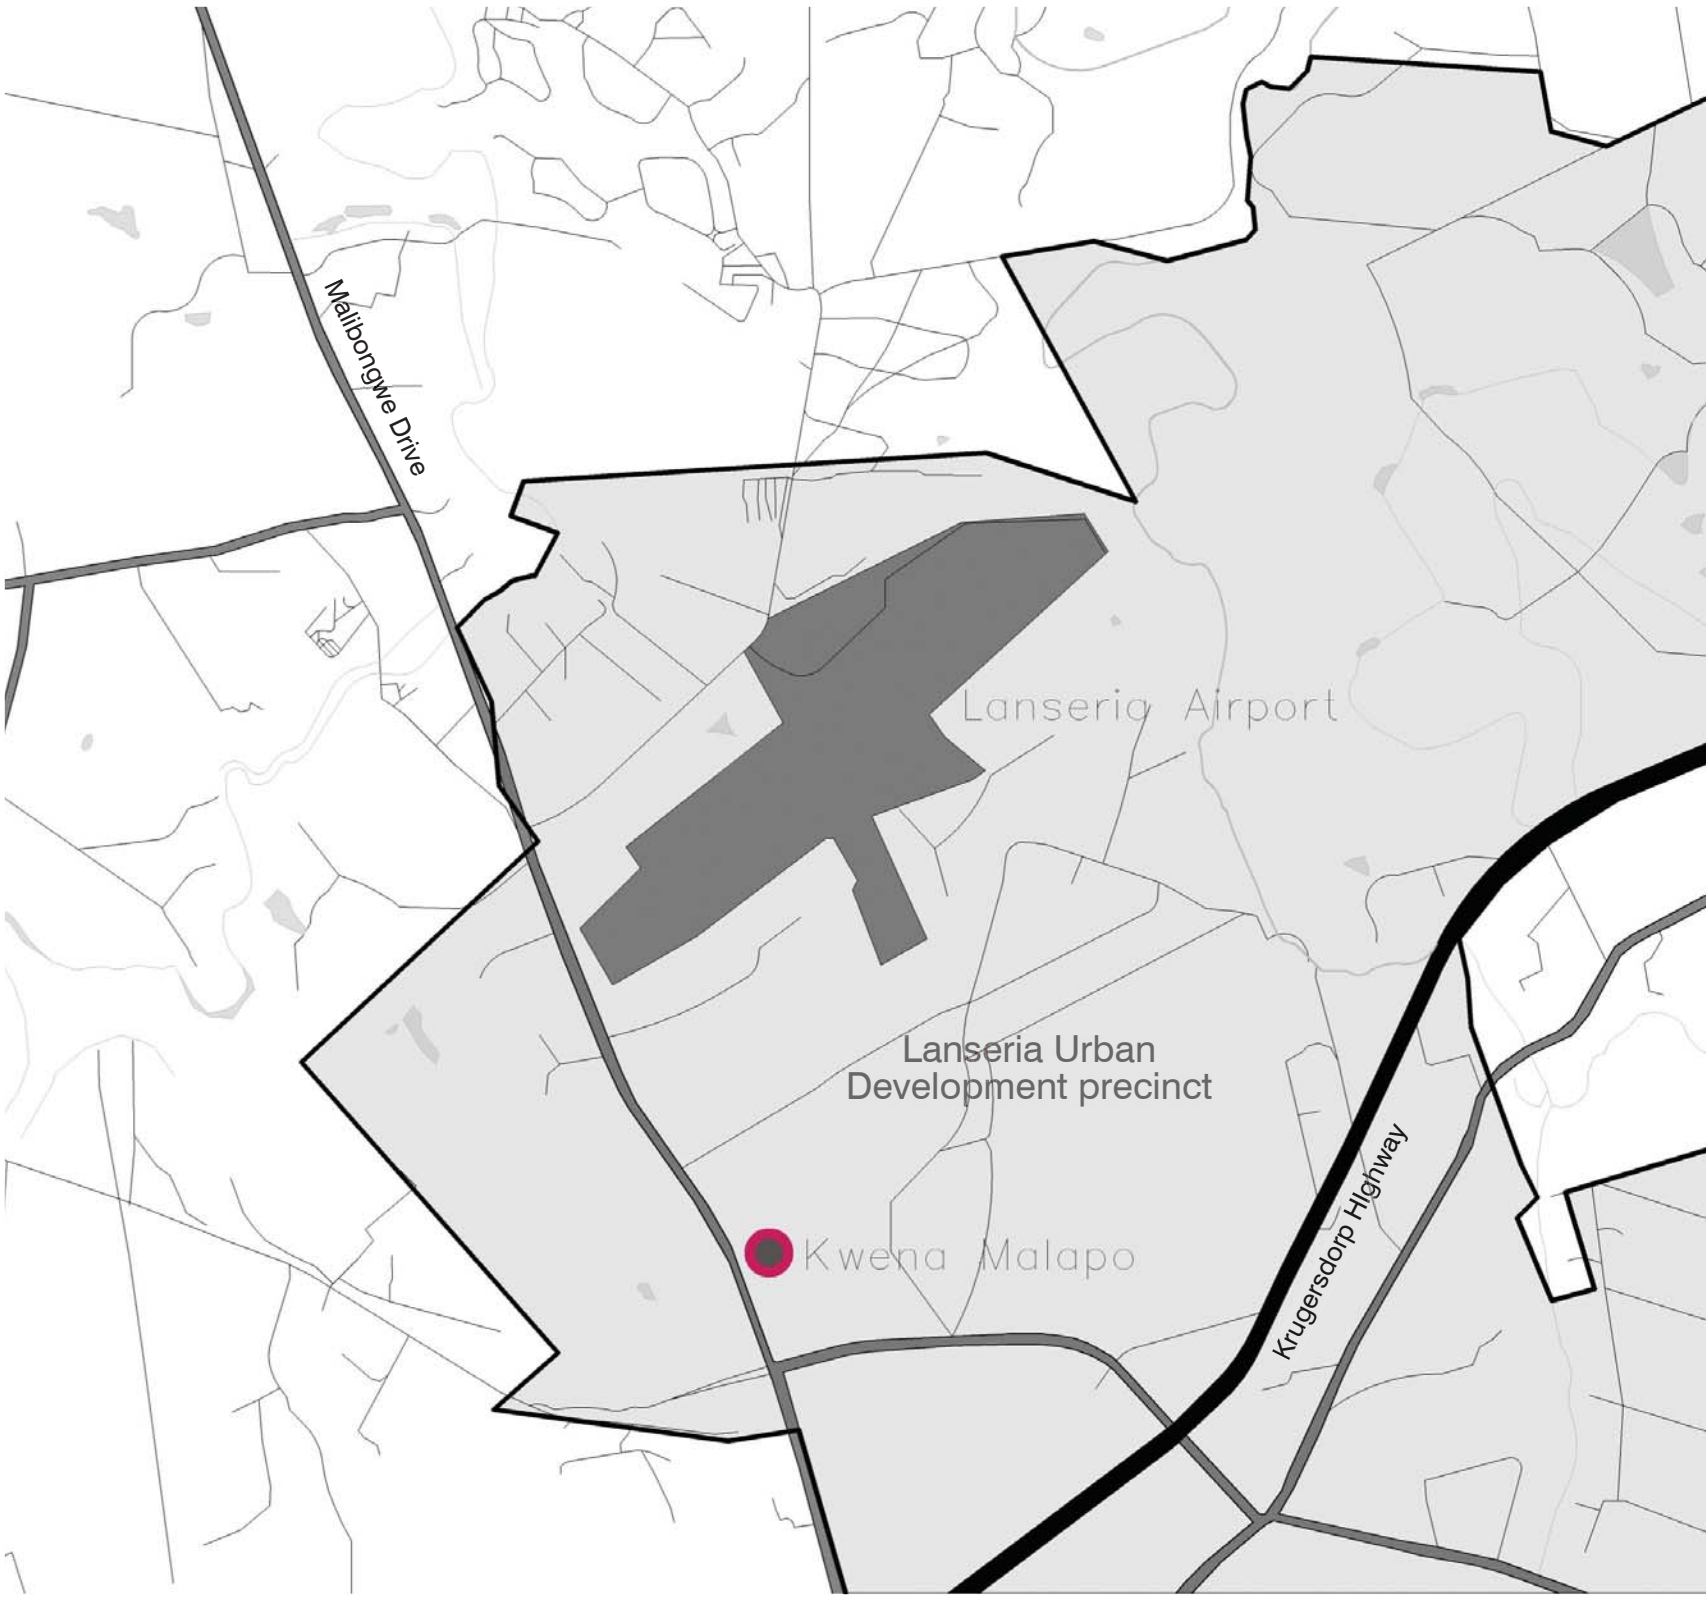 Malibongwe Drive
Lanseria Airport
Lanseria Urban
Development precinct
Kwena Malapo
Krugersdorp HIghway